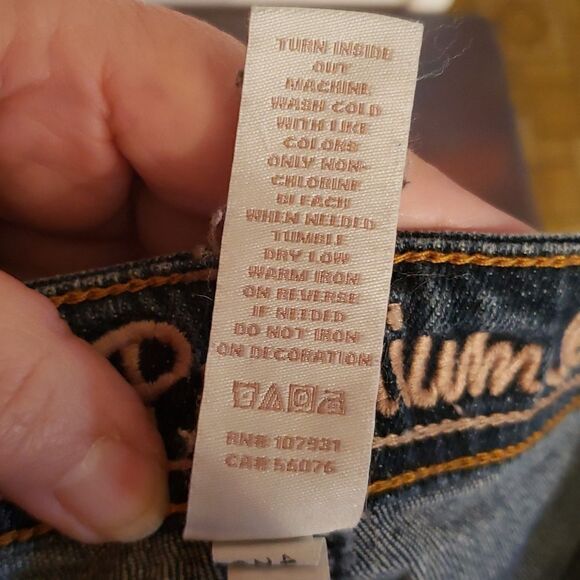 TURN INSIDE
OUT
MACHINE
WASH COLD
WITH LIKE
COLORS
ONLY NON-
CHLORINE
BLEACH
WHEN NEEDED
TUMBLE
DRY LOW
WARM IRON
ON REVERSE
IF NEEDED
DO NOT IRON
ON DECORATION
RN# 107931
CA# 56076